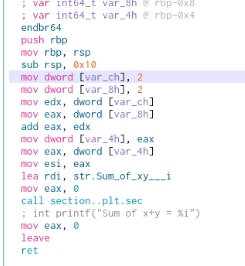 ; var int64_t var_8h @ rbp-0x8
; var int64_t var_4h @ rbp-0x4
endbr64
push rbp
mov rbp, rsp
sub rsp, 0x10
mov dword [var_ch], 2
mov dword [var_8h], 2
mov edx, dword [var_ch]
mov eax, dword [var_8h]
add eax, edx
mov dword [var_4h], eax
mov eax, dword [var_4h]
mov esi, eax
lea rdi, str.Sum_of_xy___i
mov eax, 0
call section..plt.sec
; int printf("Sum of x+y = %i")
mov eax, 0
leave
ret